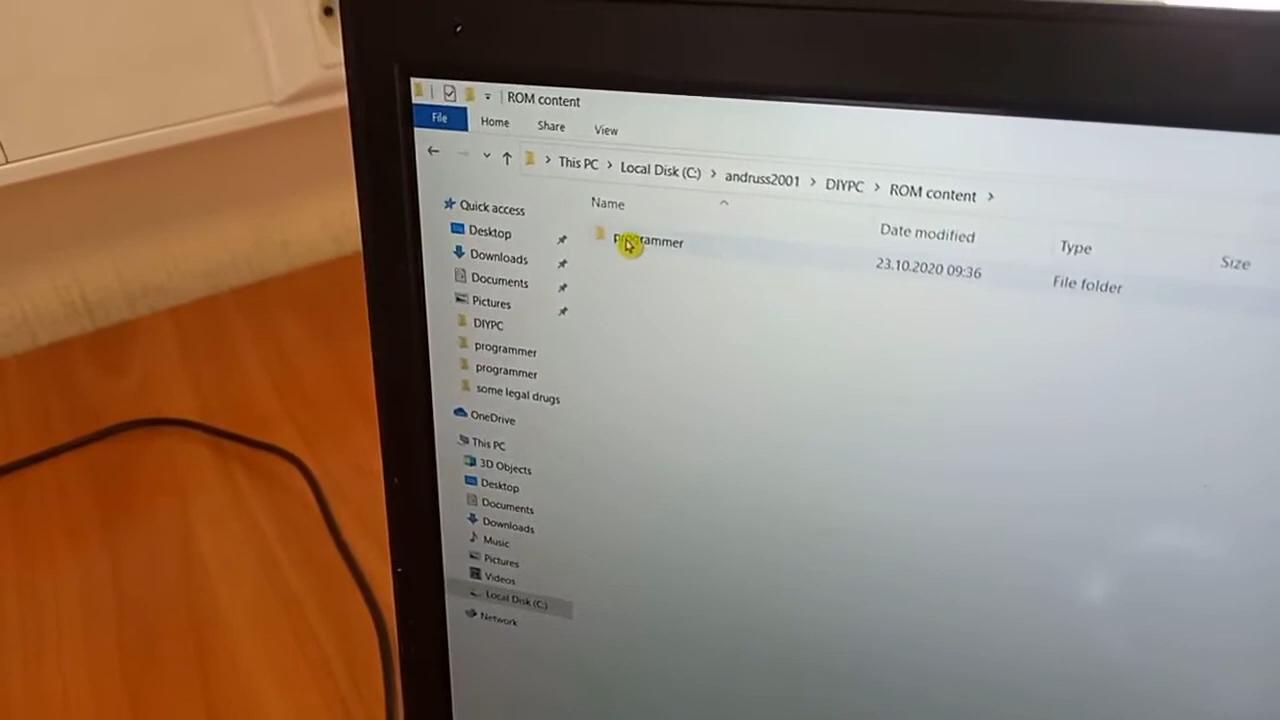 ROM content
File Home Share View
This PC Local Disk (C:) andruss2001 DIYPC ROM content
Name Date modified Type Size
programmer 23.10.2020 09:36 File folder
Quick access
Desktop
Downloads
Documents
Pictures
DIYPC
programmer
programmer
some legal drugs
OneDrive
This PC
3D Objects
Desktop
Documents
Downloads
Music
Pictures
Videos
Local Disk (C:)
Network